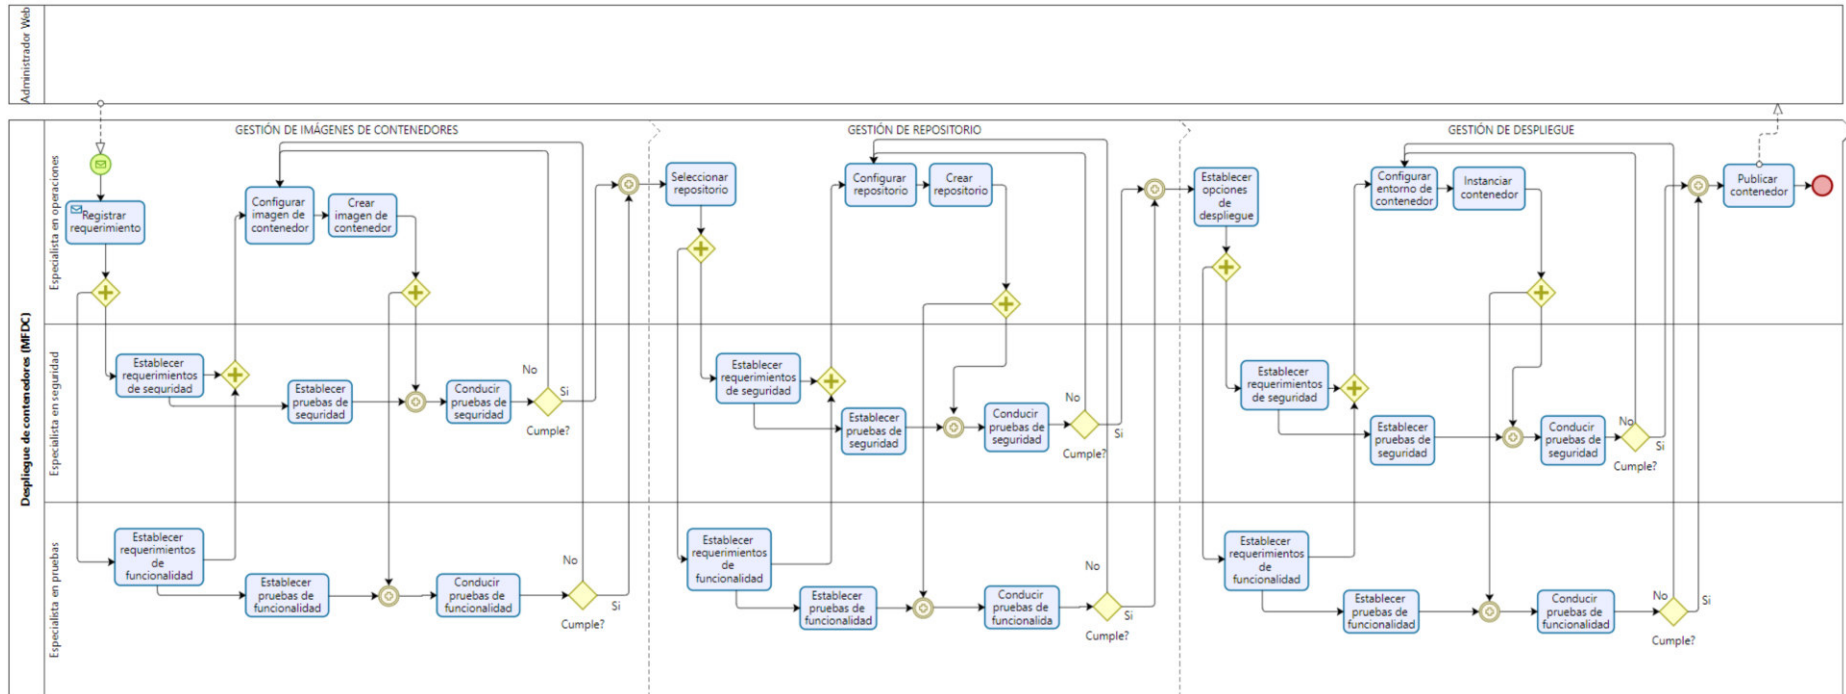 Administrador Web
Despliegue de contenedores (MFDC)
Especialista en operaciones
Especialista en seguridad
Especialista en pruebas
GESTIÓN DE IMÁGENES DE CONTENEDORES
GESTIÓN DE REPOSITORIO
GESTIÓN DE DESPLIEGUE
Registrar
requerimiento
Configurar
imagen de
contenedor
Crear
imagen de
contenedor
Establecer
requerimientos
de seguridad
Establecer
pruebas de
seguridad
Conducir
pruebas de
seguridad
No
Si
Cumple?
Establecer
requerimientos
de
funcionalidad
Establecer
pruebas de
funcionalidad
Conducir
pruebas de
funcionalidad
No
Si
Cumple?
Seleccionar
repositorio
Configurar
repositorio
Crear
repositorio
Establecer
requerimientos
de seguridad
Establecer
pruebas de
seguridad
Conducir
pruebas de
seguridad
No
Si
Cumple?
Establecer
requerimientos
de
funcionalidad
Establecer
pruebas de
funcionalidad
Conducir
pruebas de
funcionalida
No
Si
Cumple?
Establecer
opciones
de
despliegue
Configurar
entorno de
contenedor
Instanciar
contenedor
Publicar
contenedor
Establecer
requerimientos
de seguridad
Establecer
pruebas de
seguridad
Conducir
pruebas de
seguridad
No
Si
Cumple?
Establecer
requerimientos
de
funcionalidad
Establecer
pruebas de
funcionalidad
Conducir
pruebas de
funcionalidad
No
Si
Cumple?